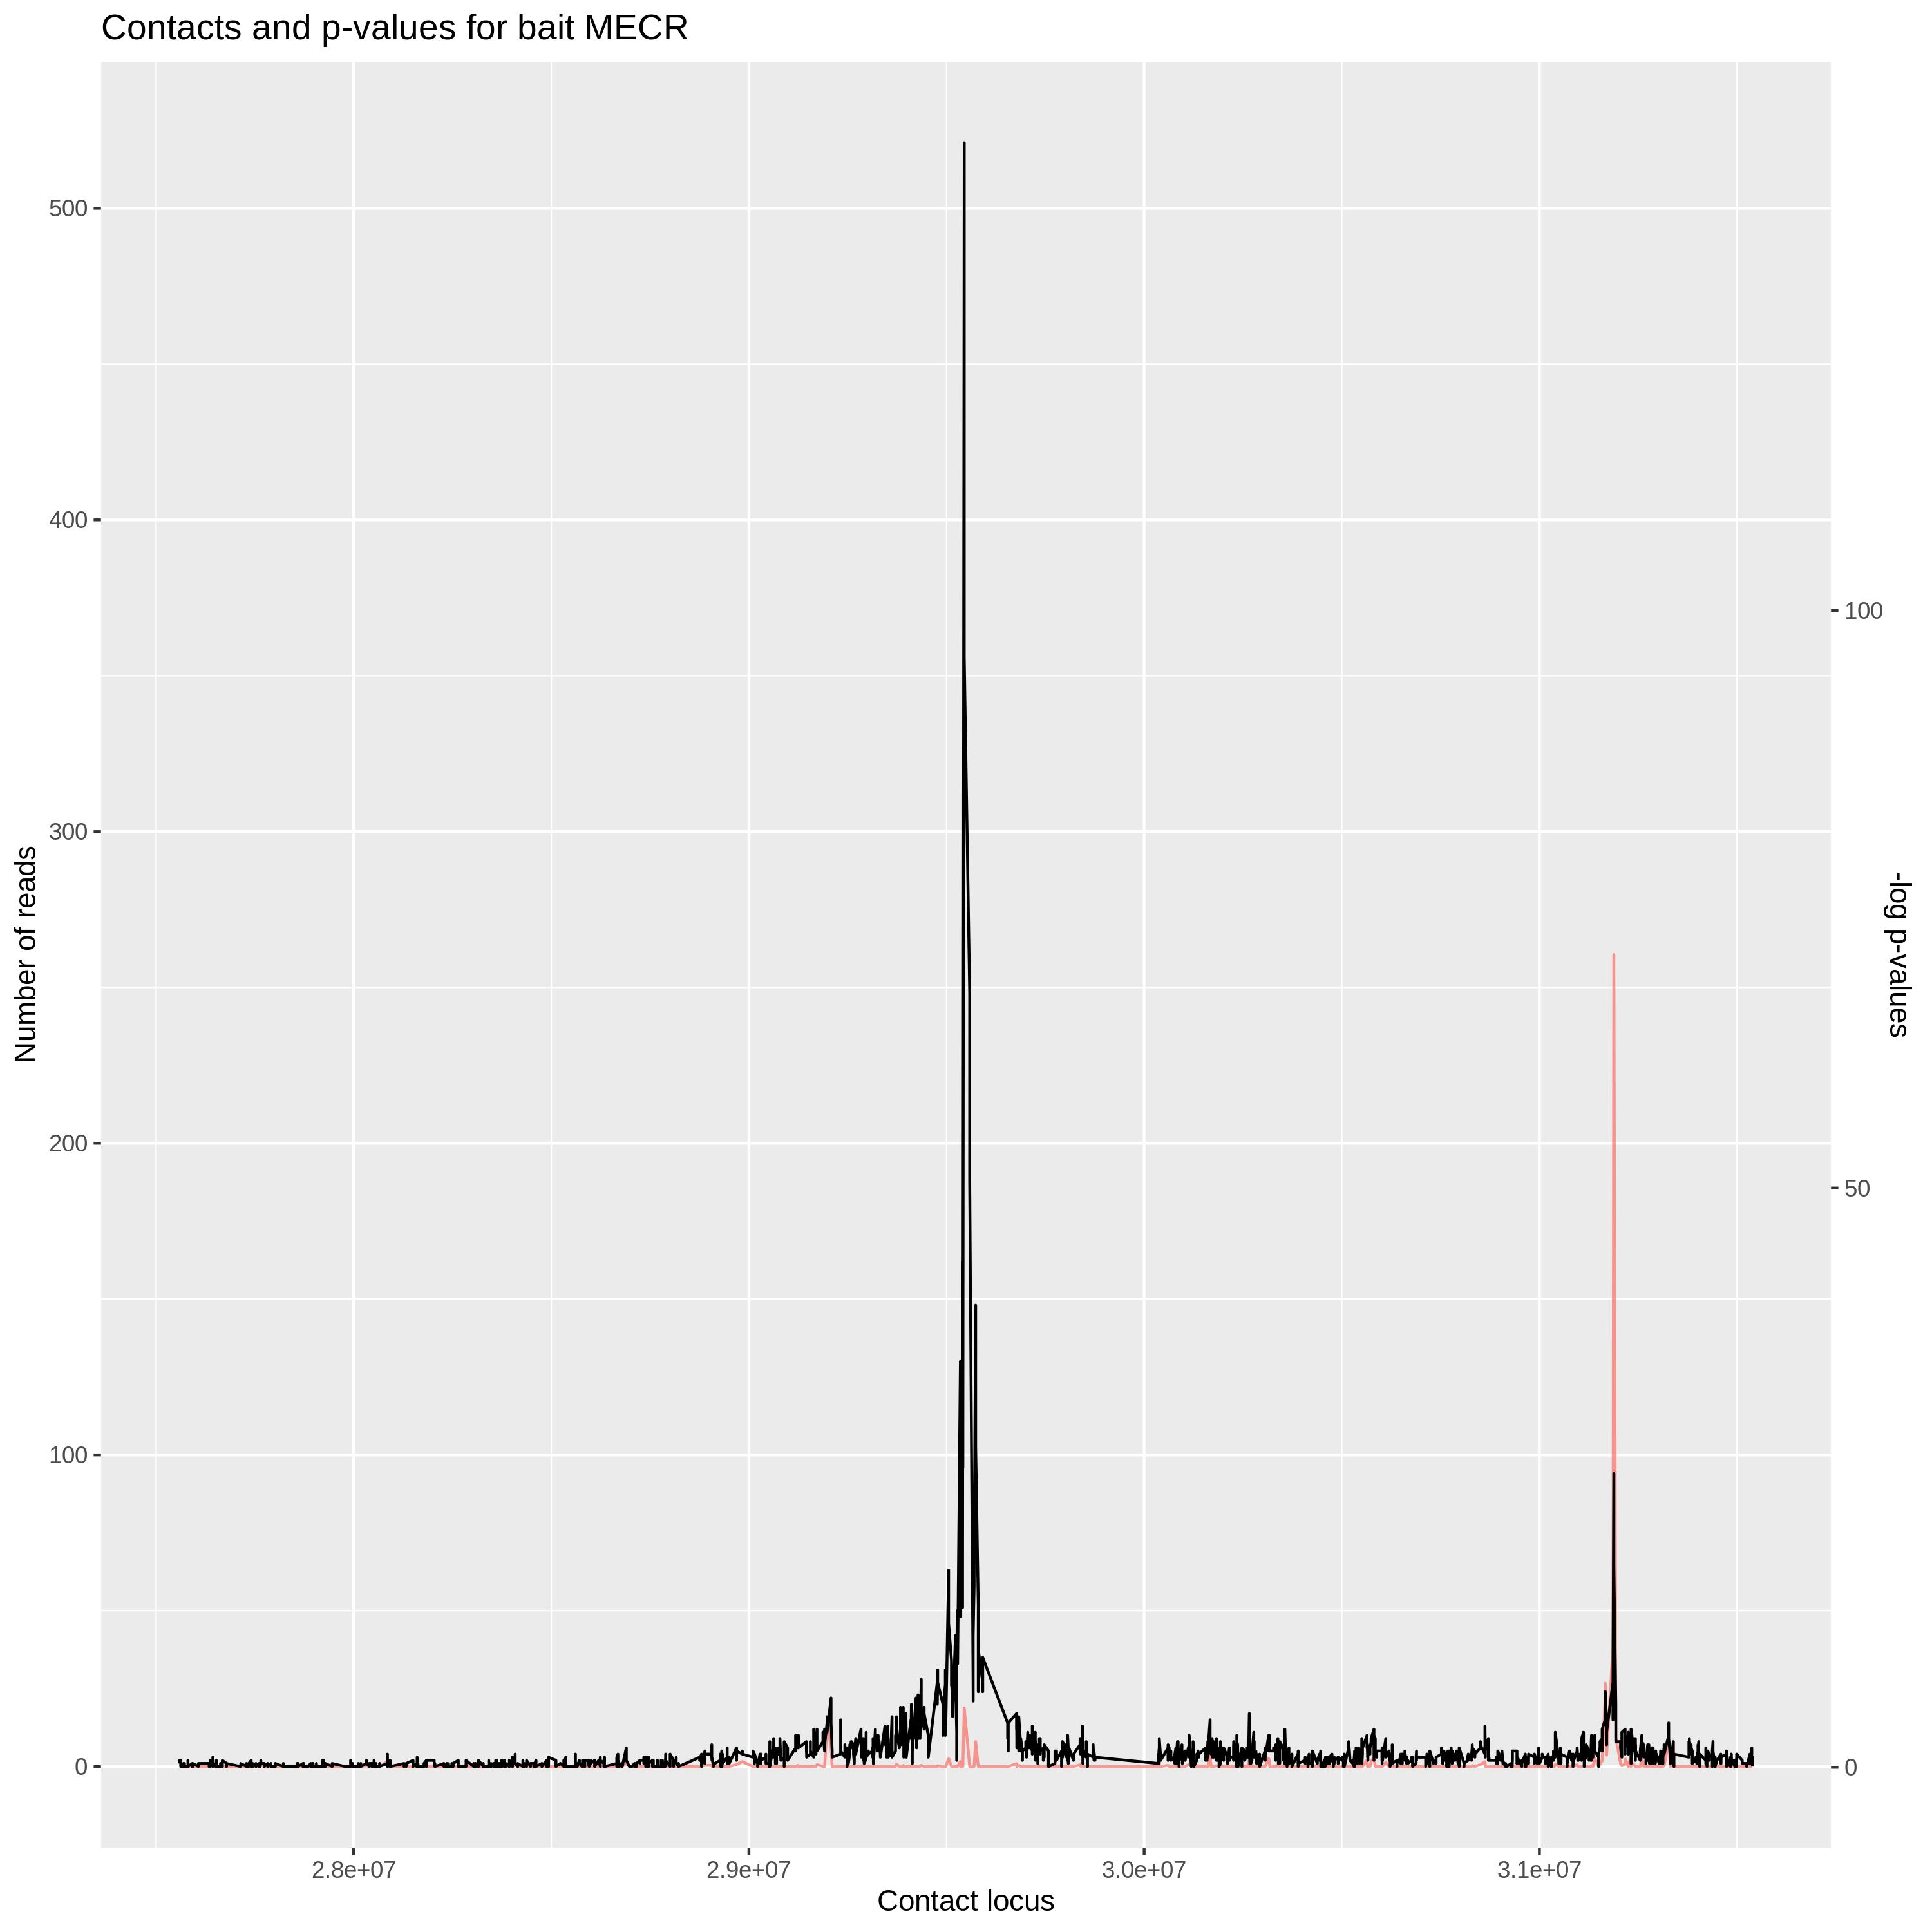 Contacts and p-values for bait MECR
Number of reads
500
400
300
200
100
0
-log p-values
100
50
0
2.8e+07
2.9e+07
3.0e+07
3.1e+07
Contact locus